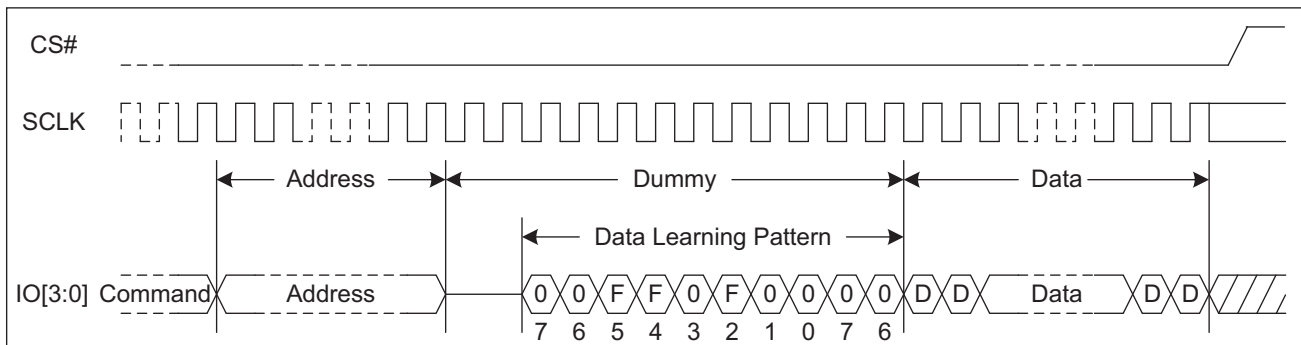 CS#
SCLK
Address Dummy Data
Data Learning Pattern
IO[3:0] Command Address 0 0 F F 0 F 0 0 0 0 D D Data D D
7 6 5 4 3 2 1 0 7 6